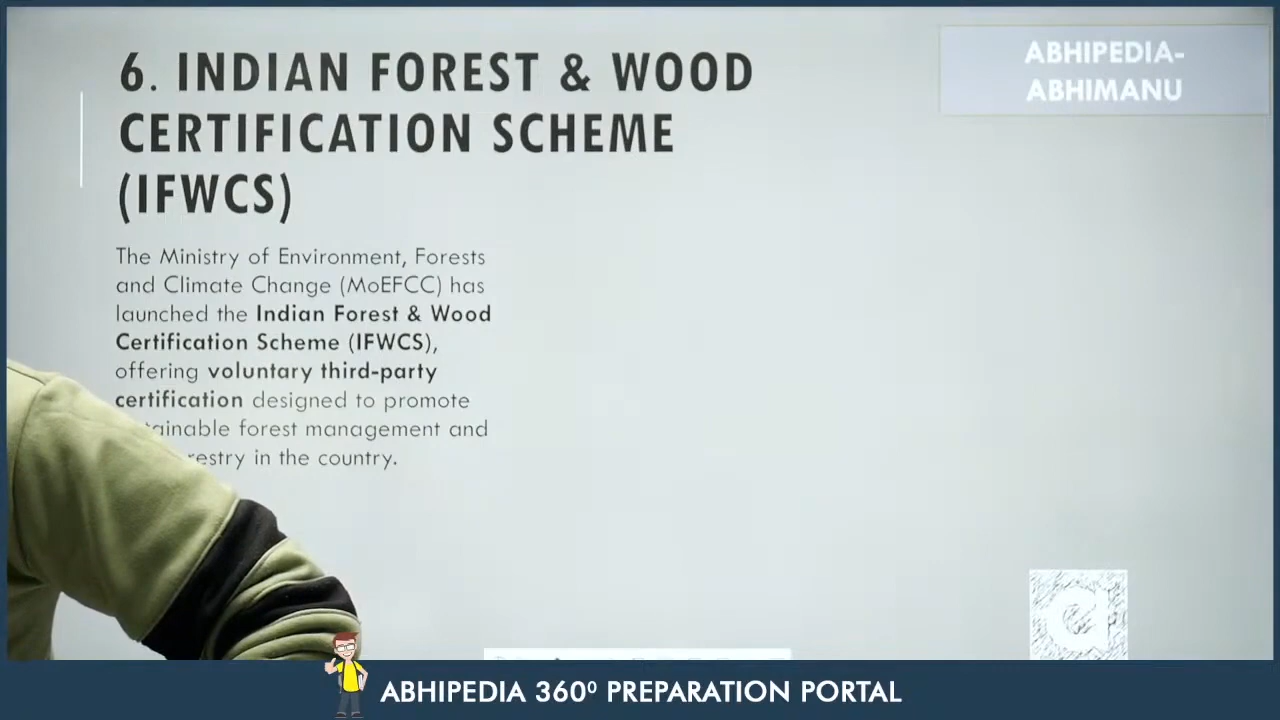 6. INDIAN FOREST & WOOD
CERTIFICATION SCHEME
(IFWCS)
ABHIPEDIA-
ABHIMANU
The Ministry of Environment, Forests
and Climate Change (MoEFCC) has
launched the Indian Forest & Wood
Certification Scheme (IFWCS),
offering voluntary third-party
certification designed to promote
forest management and
in the country.
ABHIPEDIA 360⁰ PREPARATION PORTAL